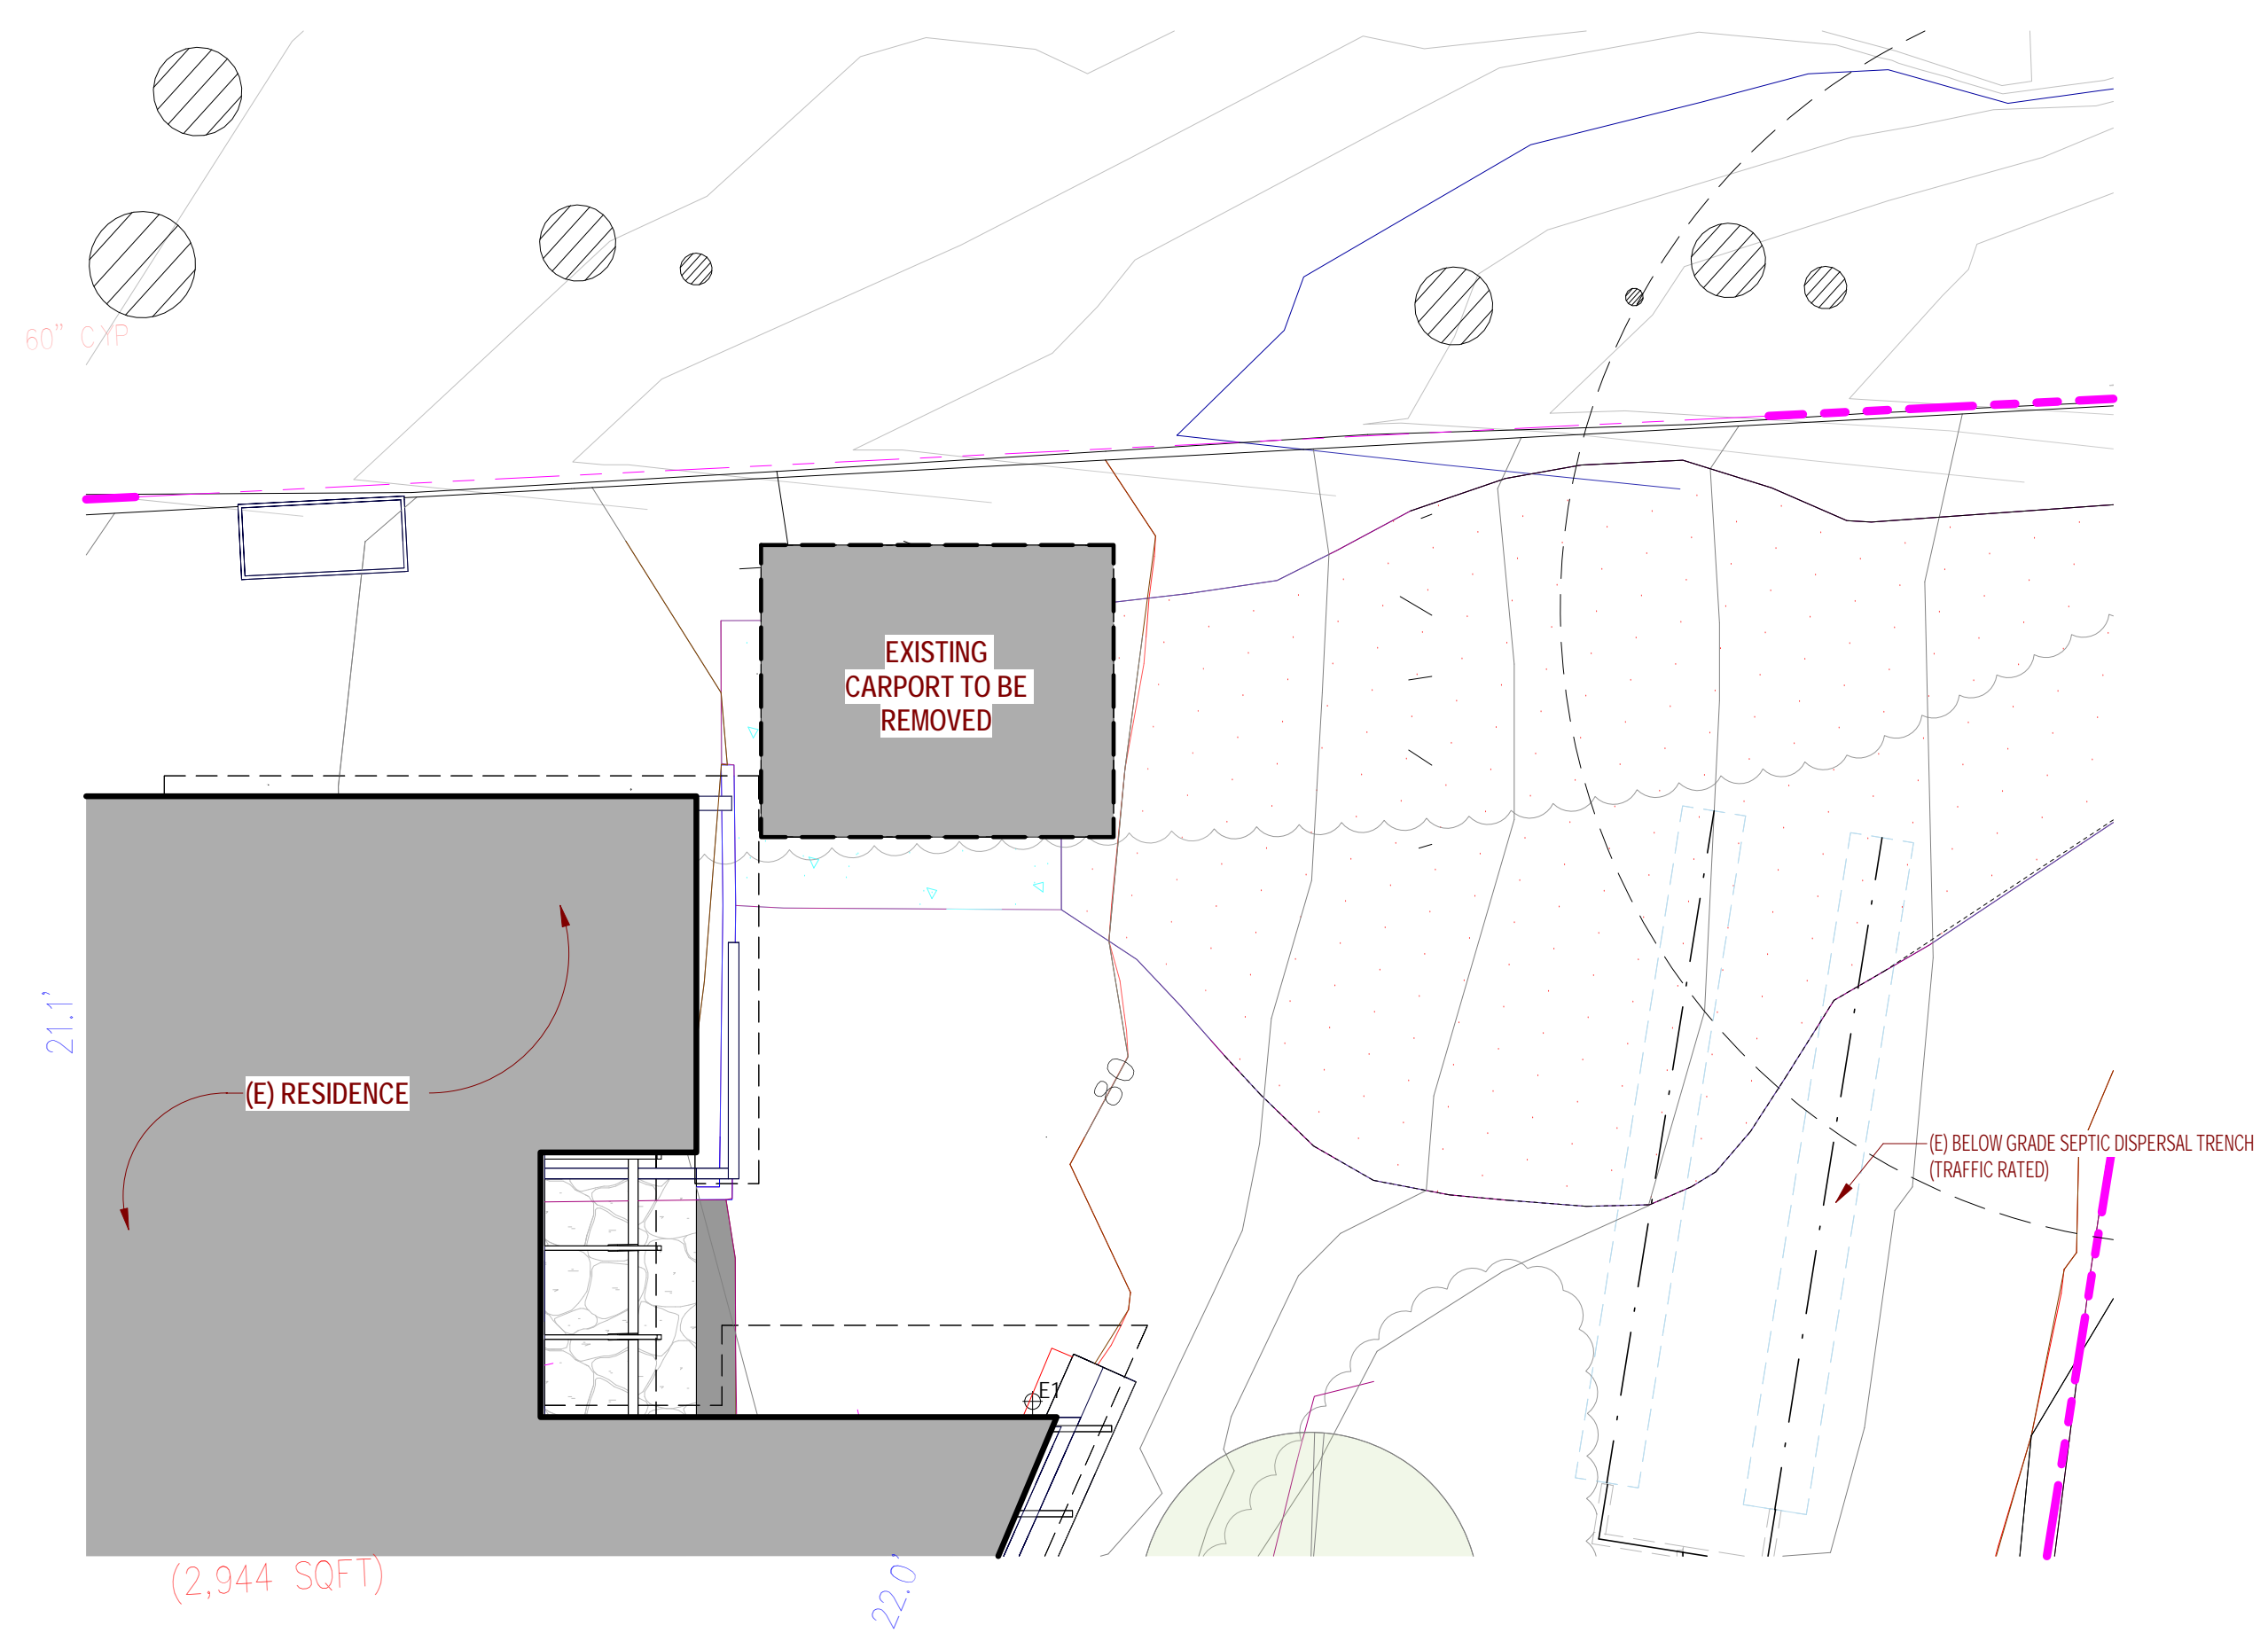 60" CYP
EXISTING
CARPORT TO BE
REMOVED
21.1'
(E) RESIDENCE
80
(E) BELOW GRADE SEPTIC DISPERSAL TRENCH
(TRAFFIC RATED)
E1
(2,944 SQFT)
22.0'